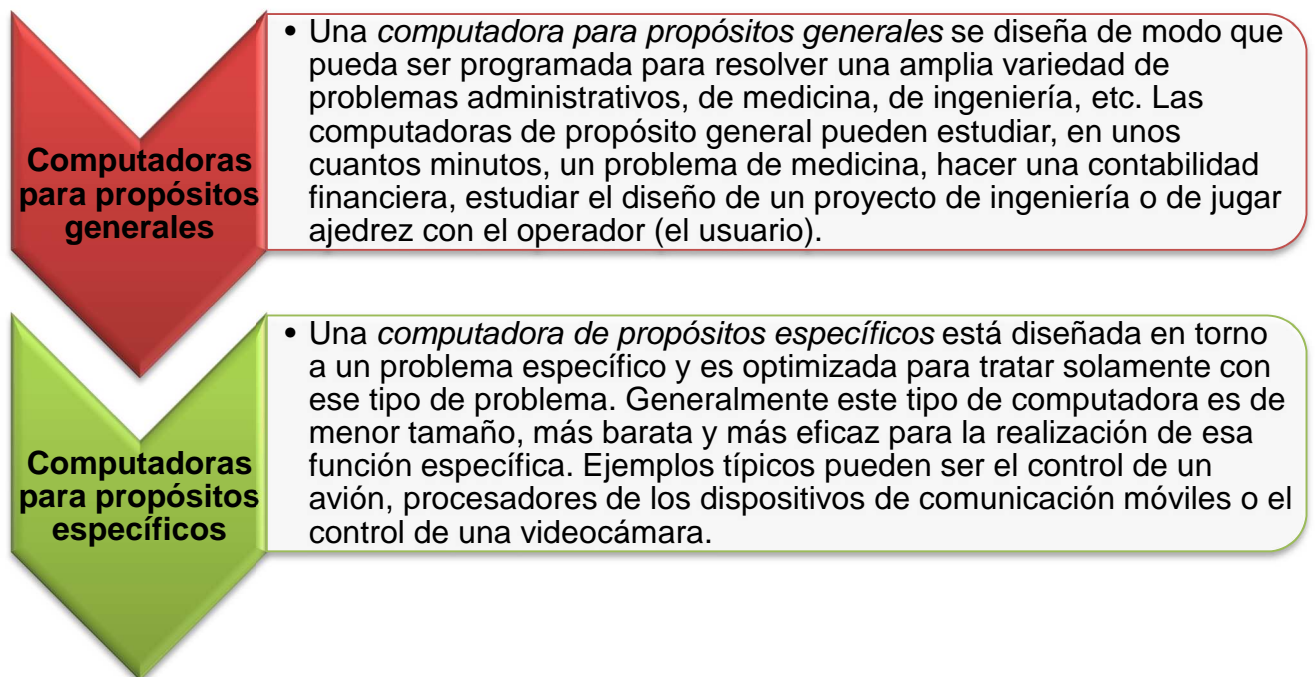 Computadoras
para propósitos
generales
• Una computadora para propósitos generales se diseña de modo que
pueda ser programada para resolver una amplia variedad de
problemas administrativos, de medicina, de ingeniería, etc. Las
computadoras de propósito general pueden estudiar, en unos
cuantos minutos, un problema de medicina, hacer una contabilidad
financiera, estudiar el diseño de un proyecto de ingeniería o de jugar
ajedrez con el operador (el usuario).
Computadoras
para propósitos
específicos
• Una computadora de propósitos específicos está diseñada en torno
a un problema específico y es optimizada para tratar solamente con
ese tipo de problema. Generalmente este tipo de computadora es de
menor tamaño, más barata y más eficaz para la realización de esa
función específica. Ejemplos típicos pueden ser el control de un
avión, procesadores de los dispositivos de comunicación móviles o el
control de una videocámara.